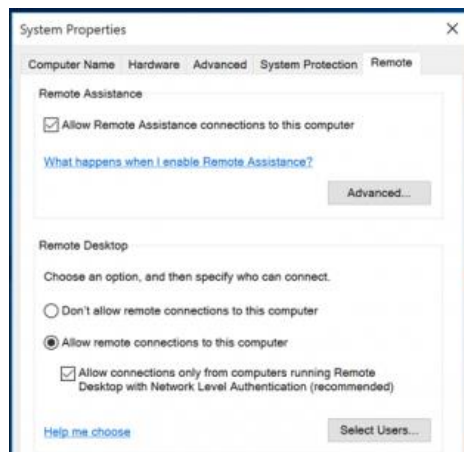 System Properties
Computer Name Hardware Advanced System Protection Remote
Remote Assistance
Allow Remote Assistance connections to this computer
What happens when I enable Remote Assistance?
Advanced...
Remote Desktop
Choose an option, and then specify who can connect.
Don't allow remote connections to this computer
Allow remote connections to this computer
Allow connections only from computers running Remote
Desktop with Network Level Authentication (recommended)
Help me choose
Select Users...